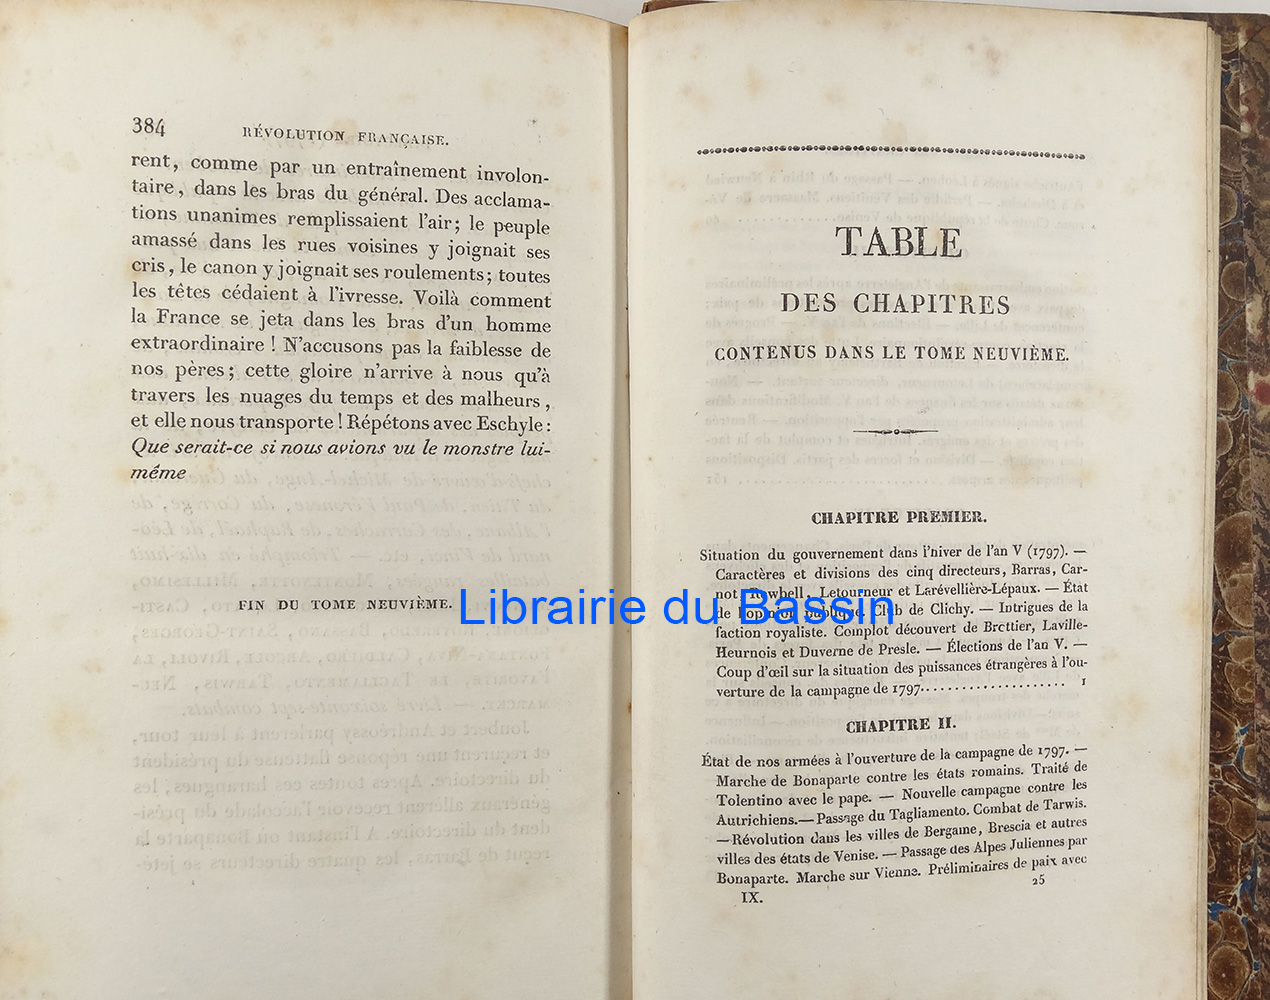 384
RÉVOLUTION FRANÇAISE.
rent, comme par un entraînement involon-
taire, dans les bras du général. Des acclama-
tions unanimes remplissaient l'air; le peuple
amassé dans les rues voisines y joignait ses
cris, le canon y joignait ses roulements; toutes
les têtes cédaient à l'ivresse. Voilà comment
la France se jeta dans les bras d'un homme
extraordinaire ! N'accusons pas la faiblesse de
nos pères; cette gloire n'arrive à nous qu'à
travers les nuages du temps et des malheurs,
et elle nous transporte ! Répétons avec Eschyle :
Que serait-ce si nous avions vu le monstre lui-
même
FIN DU TOME NEUVIÈME.
TABLE
DES CHAPITRES
CONTENUS DANS LE TOME NEUVIÈME.
CHAPITRE PREMIER.
Situation du gouvernement dans l'hiver de l'an V (1797). —
Caractères et divisions des cinq directeurs, Barras, Car-
not, Rewbell, Letourneur et Larévellière-Lépaux. — État
de l'opinion publique. Club de Clichy. — Intrigues de la
faction royaliste. Complot découvert de Brottier, Laville-
Heurnois et Duverne de Presle. — Élections de l'an V. —
Coup d'œil sur la situation des puissances étrangères à l'ou-
verture de la campagne de 1797. . . . . . . . . . . . . . . . . . . 1
CHAPITRE II.
État de nos armées à l'ouverture de la campagne de 1797. —
Marche de Bonaparte contre les états romains. Traité de
Tolentino avec le pape. — Nouvelle campagne contre les
Autrichiens. — Passage du Tagliamento. Combat de Tarwis.
— Révolution dans les villes de Bergame, Brescia et autres
villes des états de Venise. — Passage des Alpes Juliennes par
Bonaparte. Marche sur Vienne. Préliminaires de paix avec
IX.
25
Librairie du Bassin